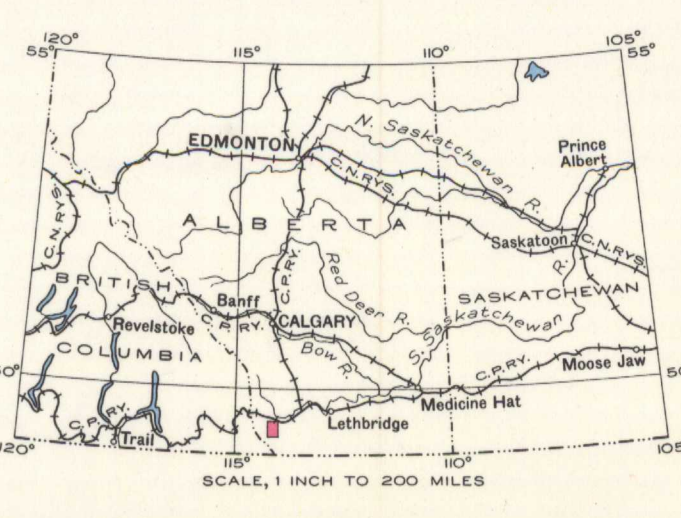 120°
115°
110°
105°
55°
55°
EDMONTON
N. Saskatchewan R.
Prince
Albert
C.N.RYS.
C.N.RYS.
A L B E R T A
Saskatoon
C.N.RYS.
C.P.RY.
Red Deer R.
BRITISH
Banff
SASKATCHEWAN
C.P.RY.
CALGARY
S. Saskatchewan R.
Revelstoke
COLUMBIA
Bow R.
C.P.RY.
Moose Jaw
50°
Medicine Hat
C.P.RY.
Lethbridge
Trail
120°
115°
110°
SCALE, 1 INCH TO 200 MILES